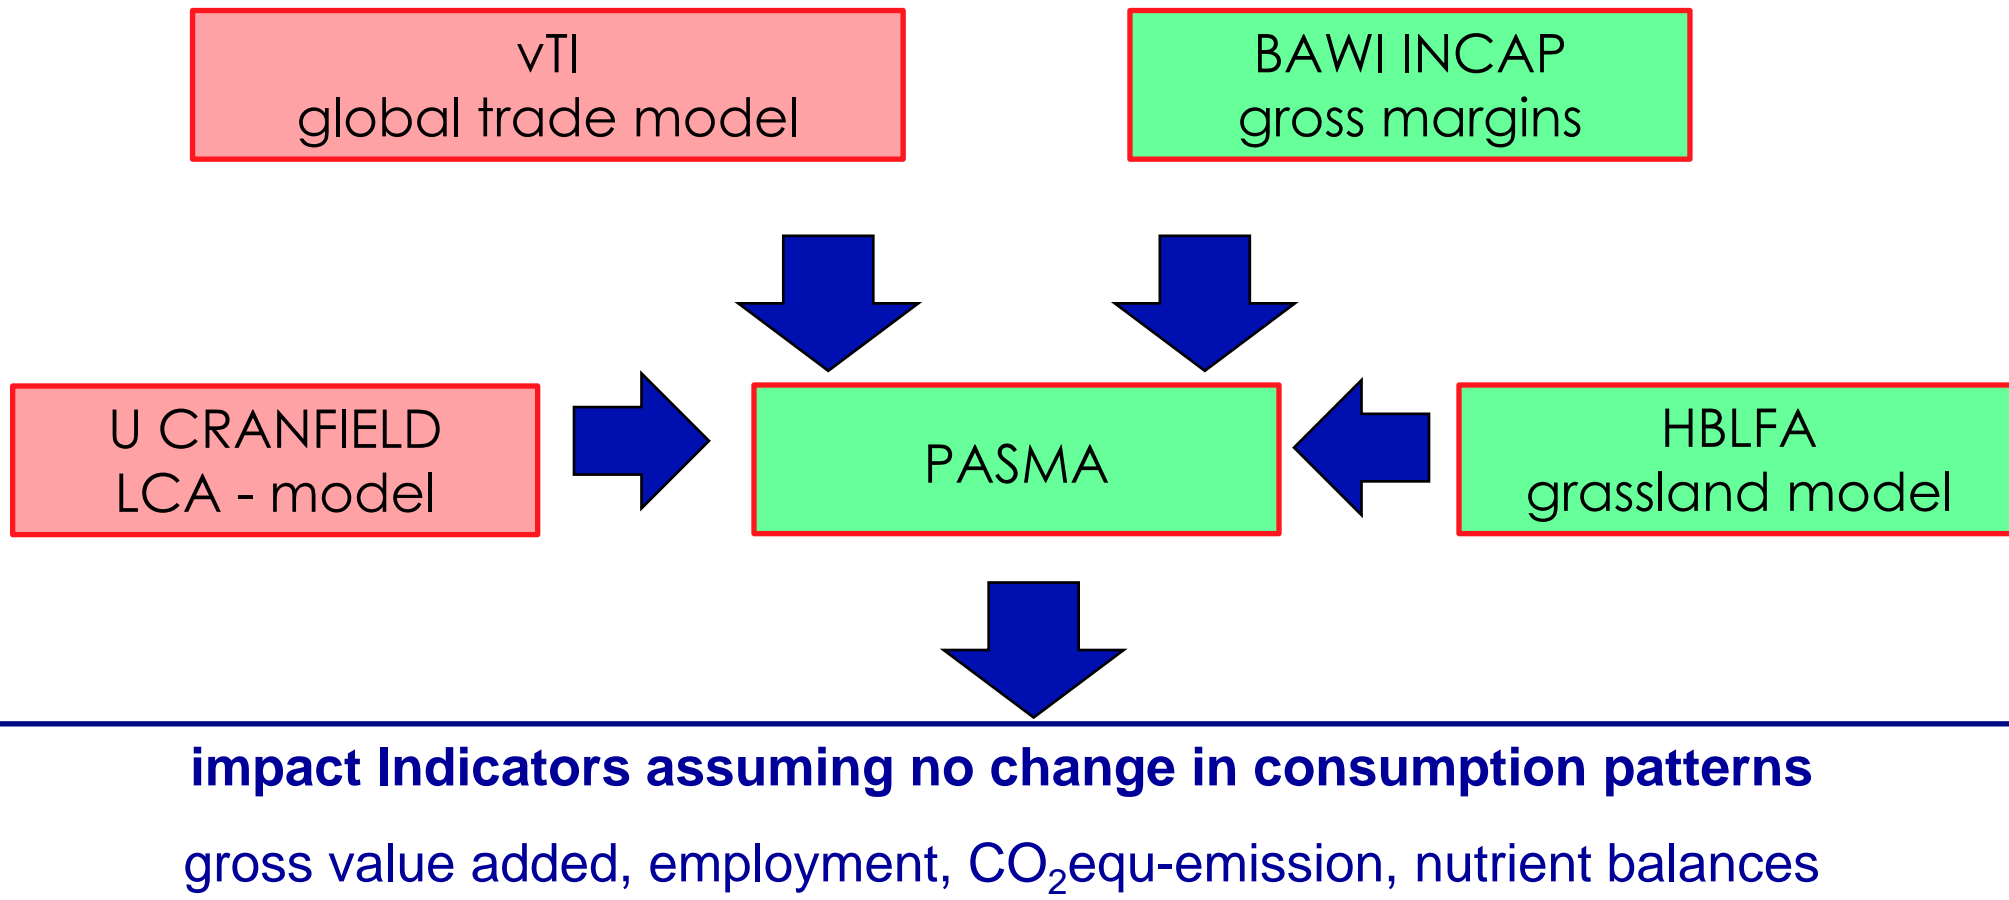 vTI
global trade model
BAWI INCAP
gross margins
U CRANFIELD
LCA - model
PASMA
HBLFA
grassland model
impact Indicators assuming no change in consumption patterns
gross value added, employment, CO₂equ-emission, nutrient balances